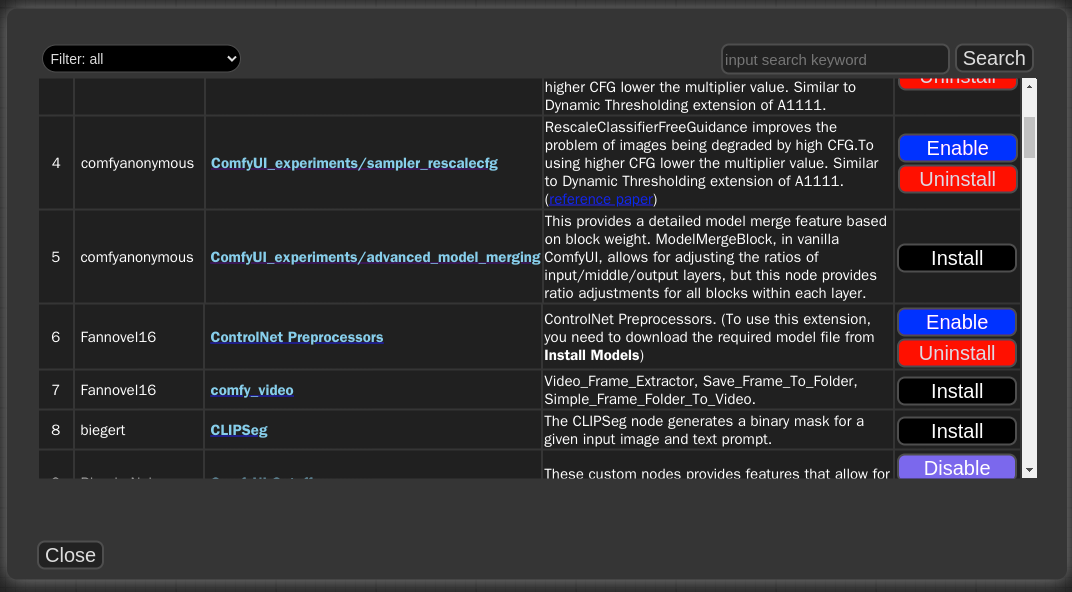 Filter: all
input search keyword
Search
higher CFG lower the multiplier value. Similar to
Dynamic Thresholding extension of A1111.
Uninstall
4
comfyanonymous
ComfyUI_experiments/sampler_rescalecfg
RescaleClassifierFreeGuidance improves the
problem of images being degraded by high CFG.To
using higher CFG lower the multiplier value. Similar
to Dynamic Thresholding extension of A1111.
(reference paper)
Enable
Uninstall
5
comfyanonymous
ComfyUI_experiments/advanced_model_merging
This provides a detailed model merge feature based
on block weight. ModelMergeBlock, in vanilla
ComfyUI, allows for adjusting the ratios of
input/middle/output layers, but this node provides
ratio adjustments for all blocks within each layer.
Install
6
Fannovel16
ControlNet Preprocessors
ControlNet Preprocessors. (To use this extension,
you need to download the required model file from
Install Models)
Enable
Uninstall
7
Fannovel16
comfy_video
Video_Frame_Extractor, Save_Frame_To_Folder,
Simple_Frame_Folder_To_Video.
Install
8
biegert
CLIPSeg
The CLIPSeg node generates a binary mask for a
given input image and text prompt.
Install
These custom nodes provides features that allow for
Disable
Close